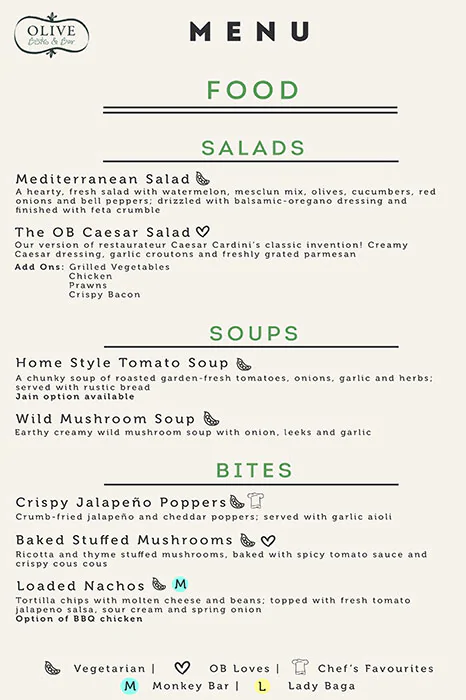 OLIVE
Bistro & Bar
MENU
FOOD
SALADS
Mediterranean Salad
A hearty, fresh salad with watermelon, mesclun mix, olives, cucumbers, red
onions and bell peppers; drizzled with balsamic-oregano dressing and
finished with feta crumble
The OB Caesar Salad
Our version of restaurateur Caesar Cardini's classic invention! Creamy
Caesar dressing, garlic croutons and freshly grated parmesan
Add Ons: Grilled Vegetables
Chicken
Prawns
Crispy Bacon
SOUPS
Home Style Tomato Soup
A chunky soup of roasted garden-fresh tomatoes, onions, garlic and herbs;
served with rustic bread
Jain option available
Wild Mushroom Soup
Earthy creamy wild mushroom soup with onion, leeks and garlic
BITES
Crispy Jalapeño Poppers
Crumb-fried jalapeño and cheddar poppers; served with garlic aioli
Baked Stuffed Mushrooms
Ricotta and thyme stuffed mushrooms, baked with spicy tomato sauce and
crispy cous cous
Loaded Nachos M
Tortilla chips with molten cheese and beans; topped with fresh tomato
jalapeno salsa, sour cream and spring onion
Option of BBQ chicken
Vegetarian | OB Loves | Chef's Favourites
M Monkey Bar | L Lady Baga